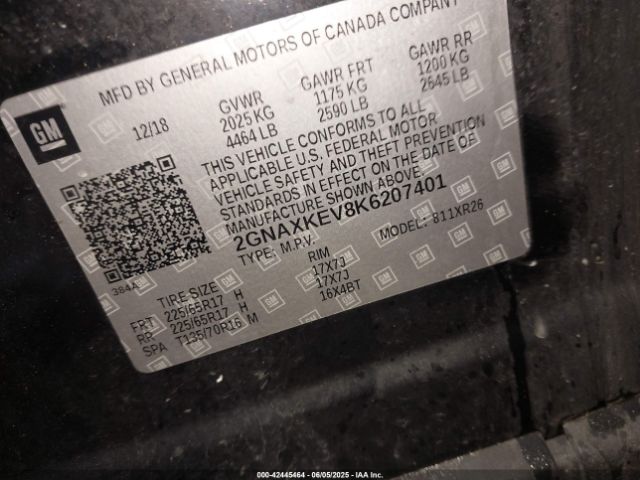 MFD BY GENERAL MOTORS OF CANADA COMPANY
GM
12/18
GVWR
2025 KG
4464 LB
GAWR FRT
1175 KG
2590 LB
GAWR RR
1200 KG
2645 LB
THIS VEHICLE CONFORMS TO ALL
APPLICABLE U.S. FEDERAL MOTOR
VEHICLE SAFETY AND THEFT PREVENTION
STANDARDS IN EFFECT ON THE DATE OF
MANUFACTURE SHOWN ABOVE.
2GNAXKEV8K6207401
TYPE: M.P.V. MODEL: 811XR26
384A
TIRE SIZE RIM
FRT 225/65R17 H 17X7J
RR 225/65R17 H 17X7J
SPA T135/70R16 M 16X4BT
000-42445464 - 06/05/2025 - IAA Inc.